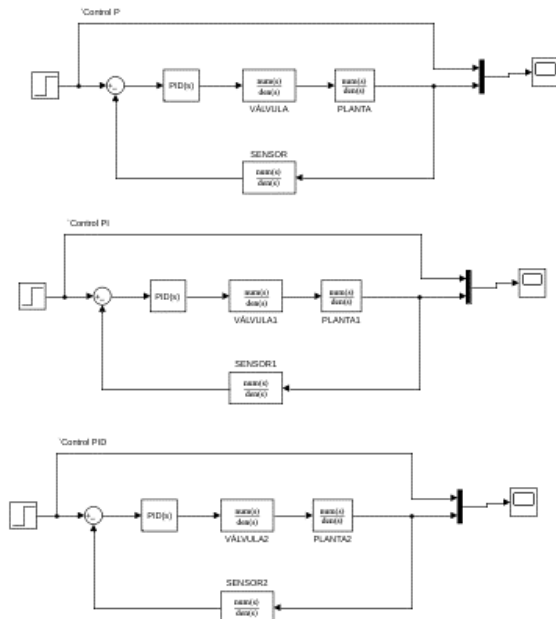 'Control P
PID(s)
num(s)
den(s)
VÁLVULA
num(s)
den(s)
PLANTA
SENSOR
num(s)
den(s)
'Control PI
PID(s)
num(s)
den(s)
VÁLVULA1
num(s)
den(s)
PLANTA1
SENSOR1
num(s)
den(s)
'Control PID
PID(s)
num(s)
den(s)
VÁLVULA2
num(s)
den(s)
PLANTA2
SENSOR2
num(s)
den(s)